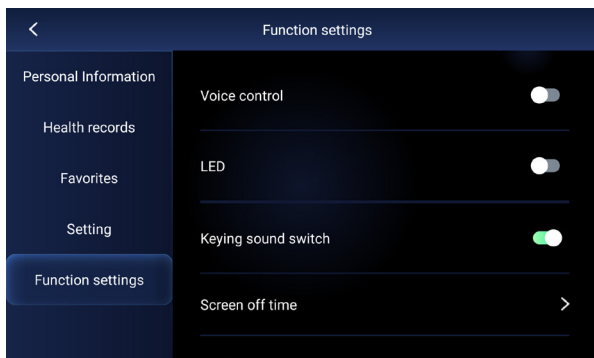 Function settings
Personal Information
Health records
Favorites
Setting
Function settings
Voice control
LED
Keying sound switch
Screen off time